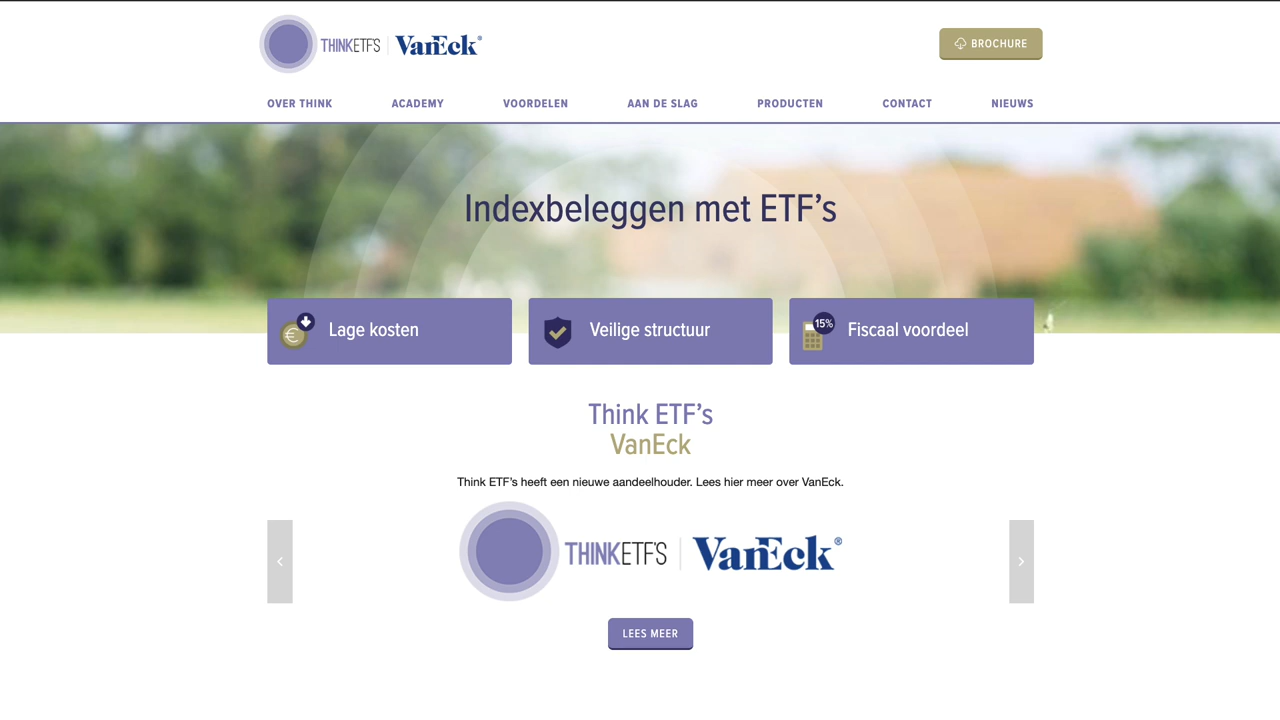 THINKETF'S VanEck®
BROCHURE
OVER THINK ACADEMY VOORDELEN AAN DE SLAG PRODUCTEN CONTACT NIEUWS
Indexbeleggen met ETF's
€ Lage kosten
Veilige structuur
15% Fiscaal voordeel
Think ETF's
VanEck
Think ETF's heeft een nieuwe aandeelhouder. Lees hier meer over VanEck.
THINKETF'S VanEck®
LEES MEER